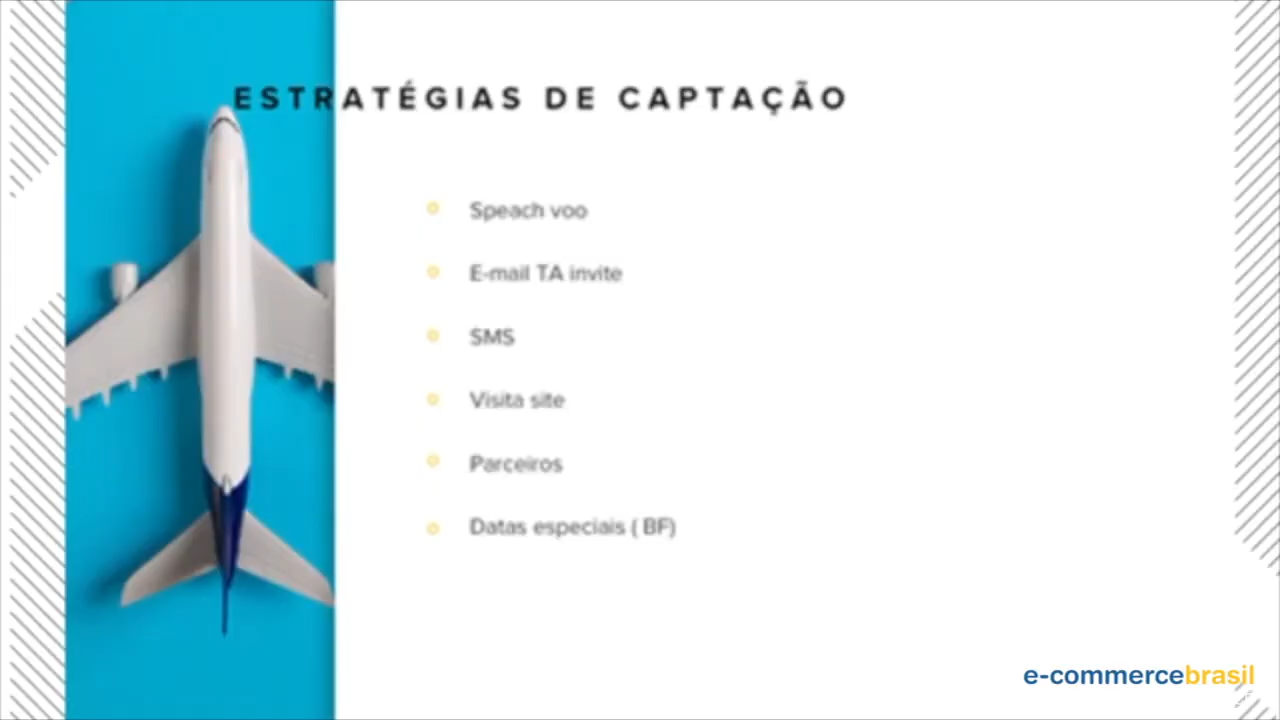 ESTRATÉGIAS DE CAPTAÇÃO
Speach voo
E-mail TA invite
SMS
Visita site
Parceiros
Datas especiais ( BF)
e-commercebrasil